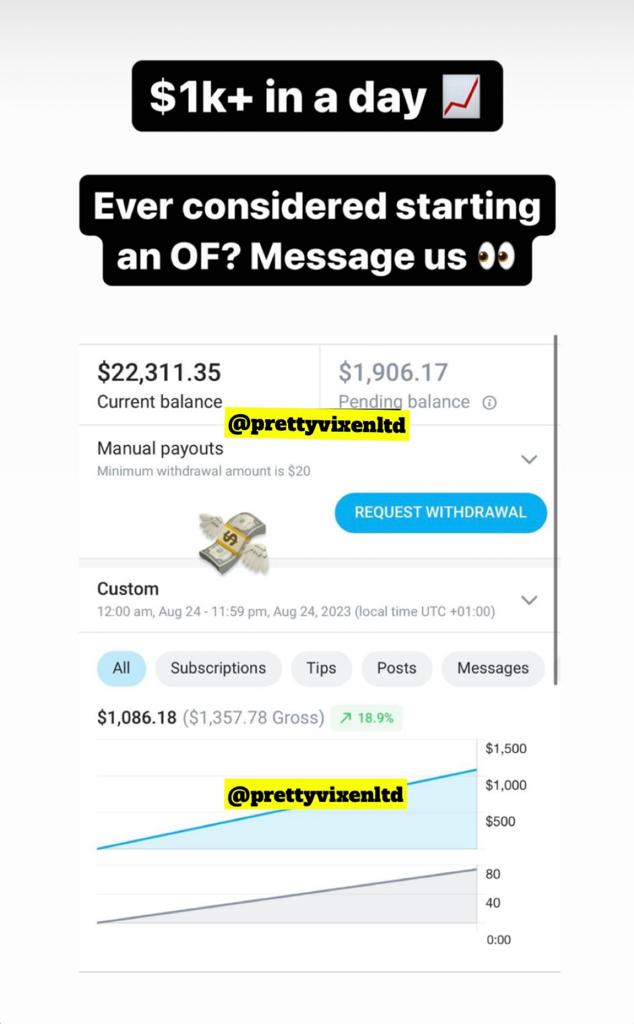 $1k+ in a day 📈
Ever considered starting
an OF? Message us 👀
$22,311.35
Current balance
$1,906.17
Pending balance
@prettyvixenltd
Manual payouts
Minimum withdrawal amount is $20
REQUEST WITHDRAWAL
Custom
12:00 am, Aug 24 - 11:59 pm, Aug 24, 2023 (local time UTC +01:00)
All Subscriptions Tips Posts Messages
$1,086.18 ($1,357.78 Gross) ↗ 18.9%
$1,500
$1,000
@prettyvixenltd
$500
80
40
0:00